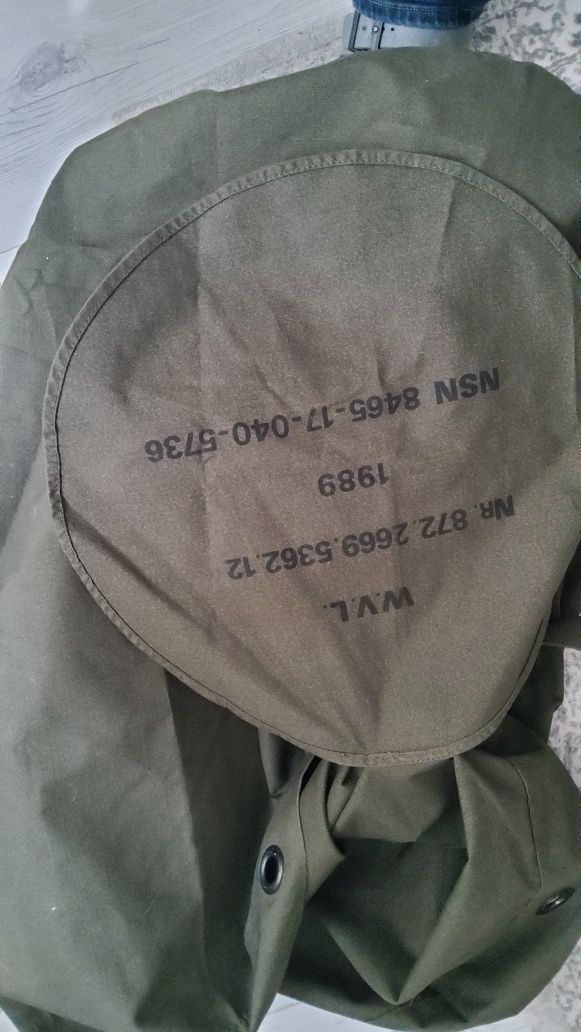 W.V.L.
NR. 872.2669.5362.12
1989
NSN 8465-17-040-5736